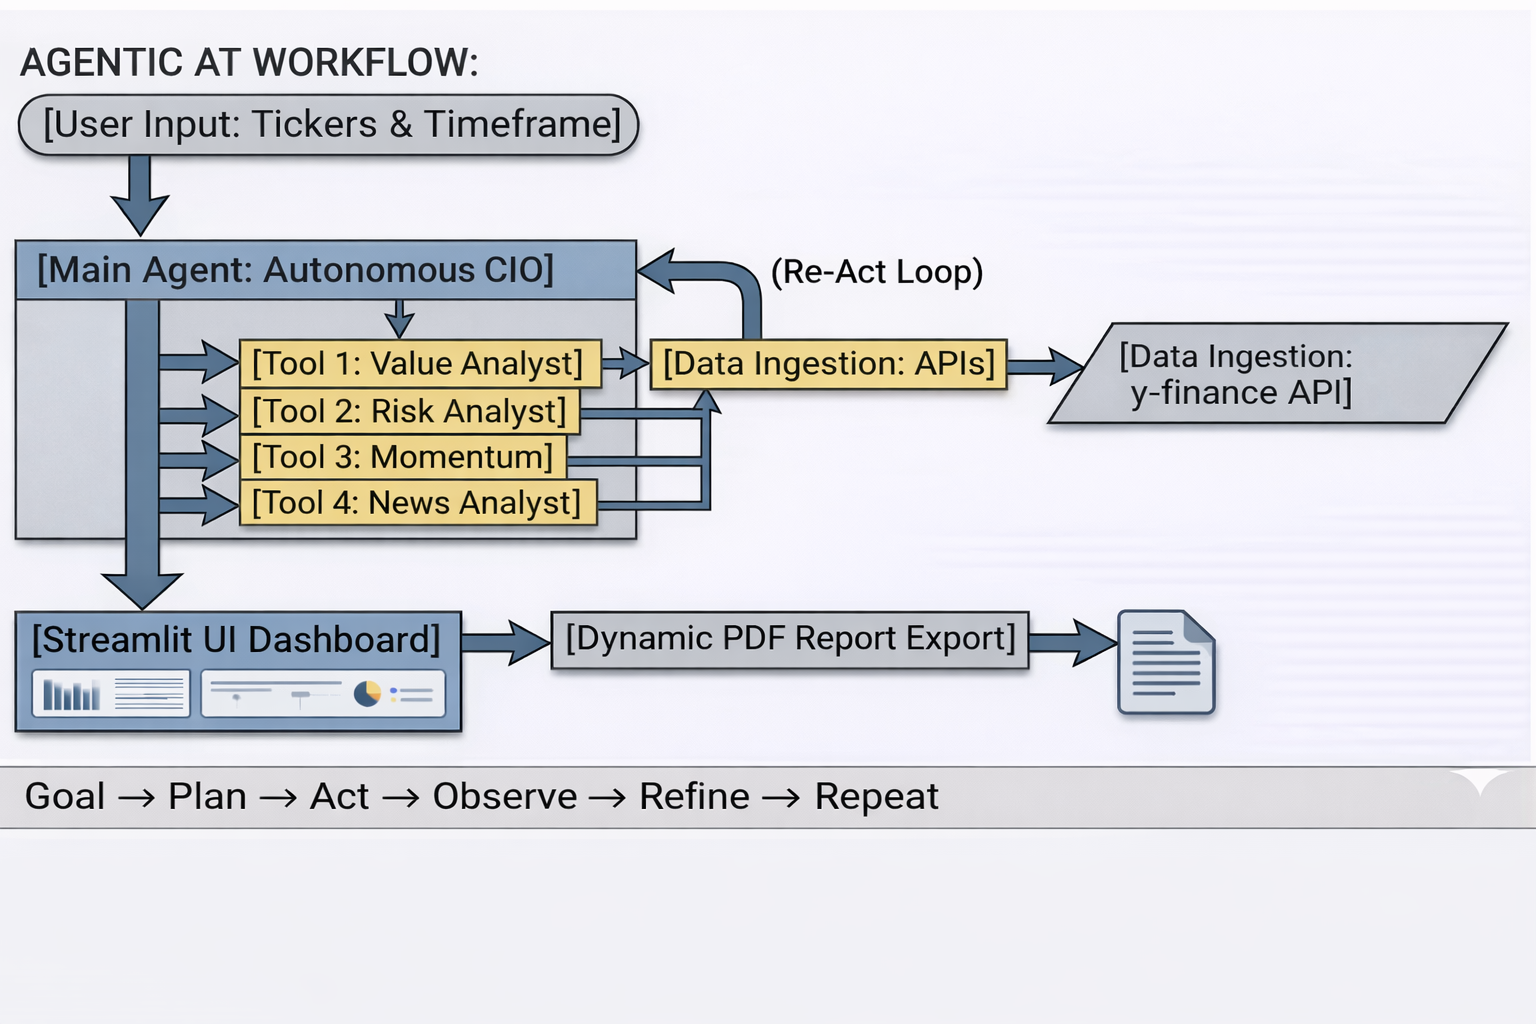 AGENTIC AT WORKFLOW:
[User Input: Tickers & Timeframe]
[Main Agent: Autonomous CIO]
(Re-Act Loop)
[Tool 1: Value Analyst]
[Data Ingestion: APIs]
[Data Ingestion:
y-finance API]
[Tool 2: Risk Analyst]
[Tool 3: Momentum]
[Tool 4: News Analyst]
[Streamlit UI Dashboard]
[Dynamic PDF Report Export]
Goal → Plan → Act → Observe → Refine → Repeat